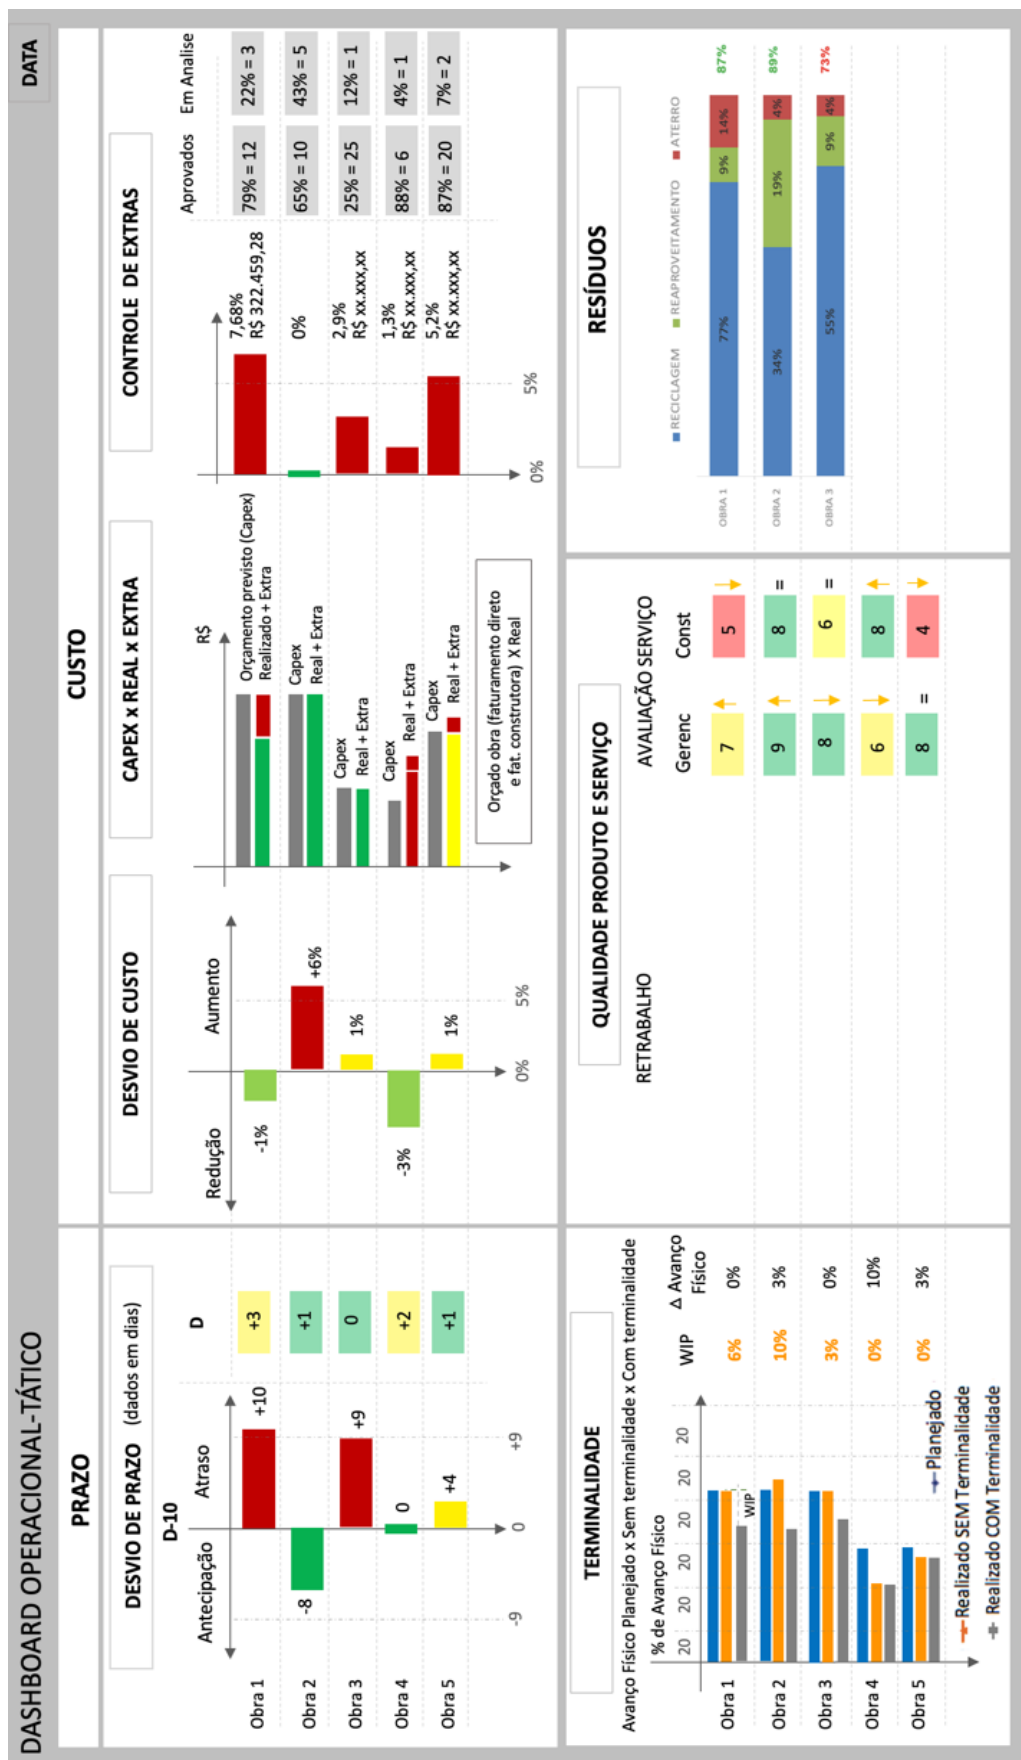 DASHBOARD OPERACIONAL-TÁTICO
DATA
PRAZO
CUSTO
DESVIO DE PRAZO (dados em dias)
D-10
D
Antecipação
Atraso
Obra 1
+10
+3
Obra 2
-8
+1
Obra 3
+9
0
Obra 4
0
+2
Obra 5
+4
+1
-9
0
+9
DESVIO DE CUSTO
Redução
Aumento
-1%
+6%
1%
-3%
1%
0%
5%
CAPEX x REAL x EXTRA
R$
Orçamento previsto (Capex)
Realizado + Extra
Capex
Real + Extra
Capex
Real + Extra
Capex
Real + Extra
Capex
Real + Extra
Orçado obra (faturamento direto
e fat. construtora) X Real
CONTROLE DE EXTRAS
Aprovados
Em Analise
7,68%
R$ 322.459,28
79% = 12
22% = 3
0%
65% = 10
43% = 5
2,9%
R$ xx.xxx,xx
25% = 25
12% = 1
1,3%
R$ xx.xxx,xx
88% = 6
4% = 1
5,2%
R$ xx.xxx,xx
87% = 20
7% = 2
0%
5%
TERMINALIDADE
Avanço Físico Planejado x Sem terminalidade x Com terminalidade
% de Avanço Físico
WIP
Δ Avanço
Físico
20
20
20
20
20
20
Obra 1
WIP
6%
0%
Obra 2
10%
3%
Obra 3
3%
0%
Obra 4
0%
10%
Obra 5
0%
3%
Planejado
Realizado SEM Terminalidade
Realizado COM Terminalidade
QUALIDADE PRODUTO E SERVIÇO
RETRABALHO
AVALIAÇÃO SERVIÇO
Gerenc
Const
7
5
9
8 =
8
6 =
6
8
8 =
4
RESÍDUOS
RECICLAGEM
REAPROVEITAMENTO
ATERRO
OBRA 1
77%
9%
14%
87%
OBRA 2
34%
19%
4%
89%
OBRA 3
55%
9%
4%
73%